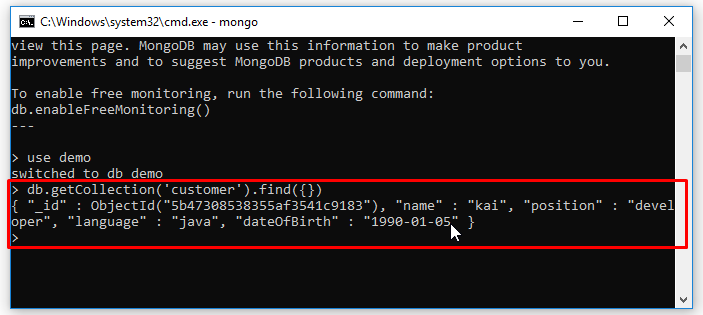 C:\Windows\system32\cmd.exe - mongo
view this page. MongoDB may use this information to make product
improvements and to suggest MongoDB products and deployment options to you.
To enable free monitoring, run the following command:
db.enableFreeMonitoring()
---
> use demo
switched to db demo
> db.getCollection('customer').find({})
{ "_id" : ObjectId("5b47308538355af3541c9183"), "name" : "kai", "position" : "devel
oper", "language" : "java", "dateOfBirth" : "1990-01-05" }
>